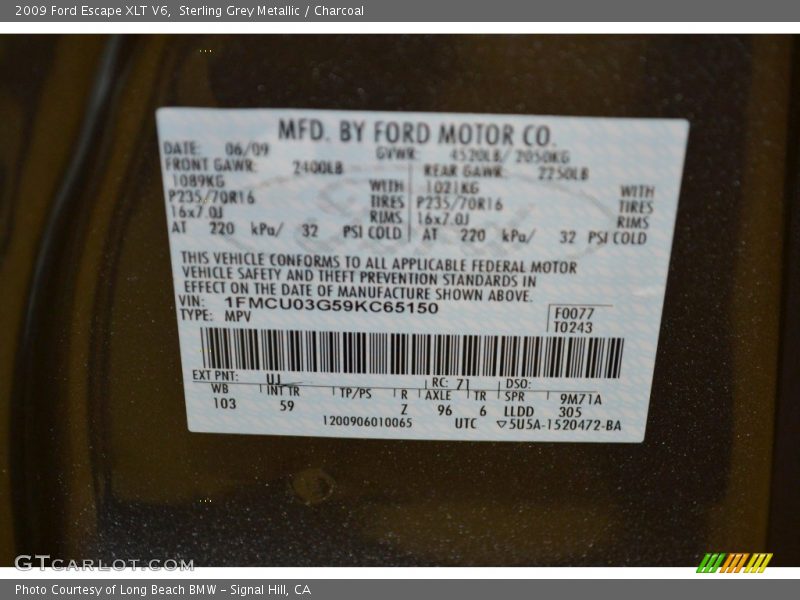 2009 Ford Escape XLT V6,  Sterling Grey Metallic / Charcoal
MFD. BY FORD MOTOR CO.
DATE: 06/09 GVWR: 4520LB/ 2050KG
FRONT GAWR: 2400LB REAR GAWR: 2250LB
1089KG WITH 1021KG WITH
P235/70R16 TIRES P235/70R16 TIRES
16x7.0J RIMS 16x7.0J RIMS
AT 220 kPa/ 32 PSI COLD AT 220 kPa/ 32 PSI COLD
THIS VEHICLE CONFORMS TO ALL APPLICABLE FEDERAL MOTOR
VEHICLE SAFETY AND THEFT PREVENTION STANDARDS IN
EFFECT ON THE DATE OF MANUFACTURE SHOWN ABOVE.
VIN: 1FMCU03G59KC65150 F0077
TYPE: MPV T0243
EXT PNT: UJ RC: 71 DSO:
WB INT TR TP/PS R AXLE TR SPR 9M71A
103 59 Z 96 6 LLDD 305
1200906010065 UTC ▽5U5A-1520472-BA
GTCARLOT.COM
Photo Courtesy of Long Beach BMW - Signal Hill, CA